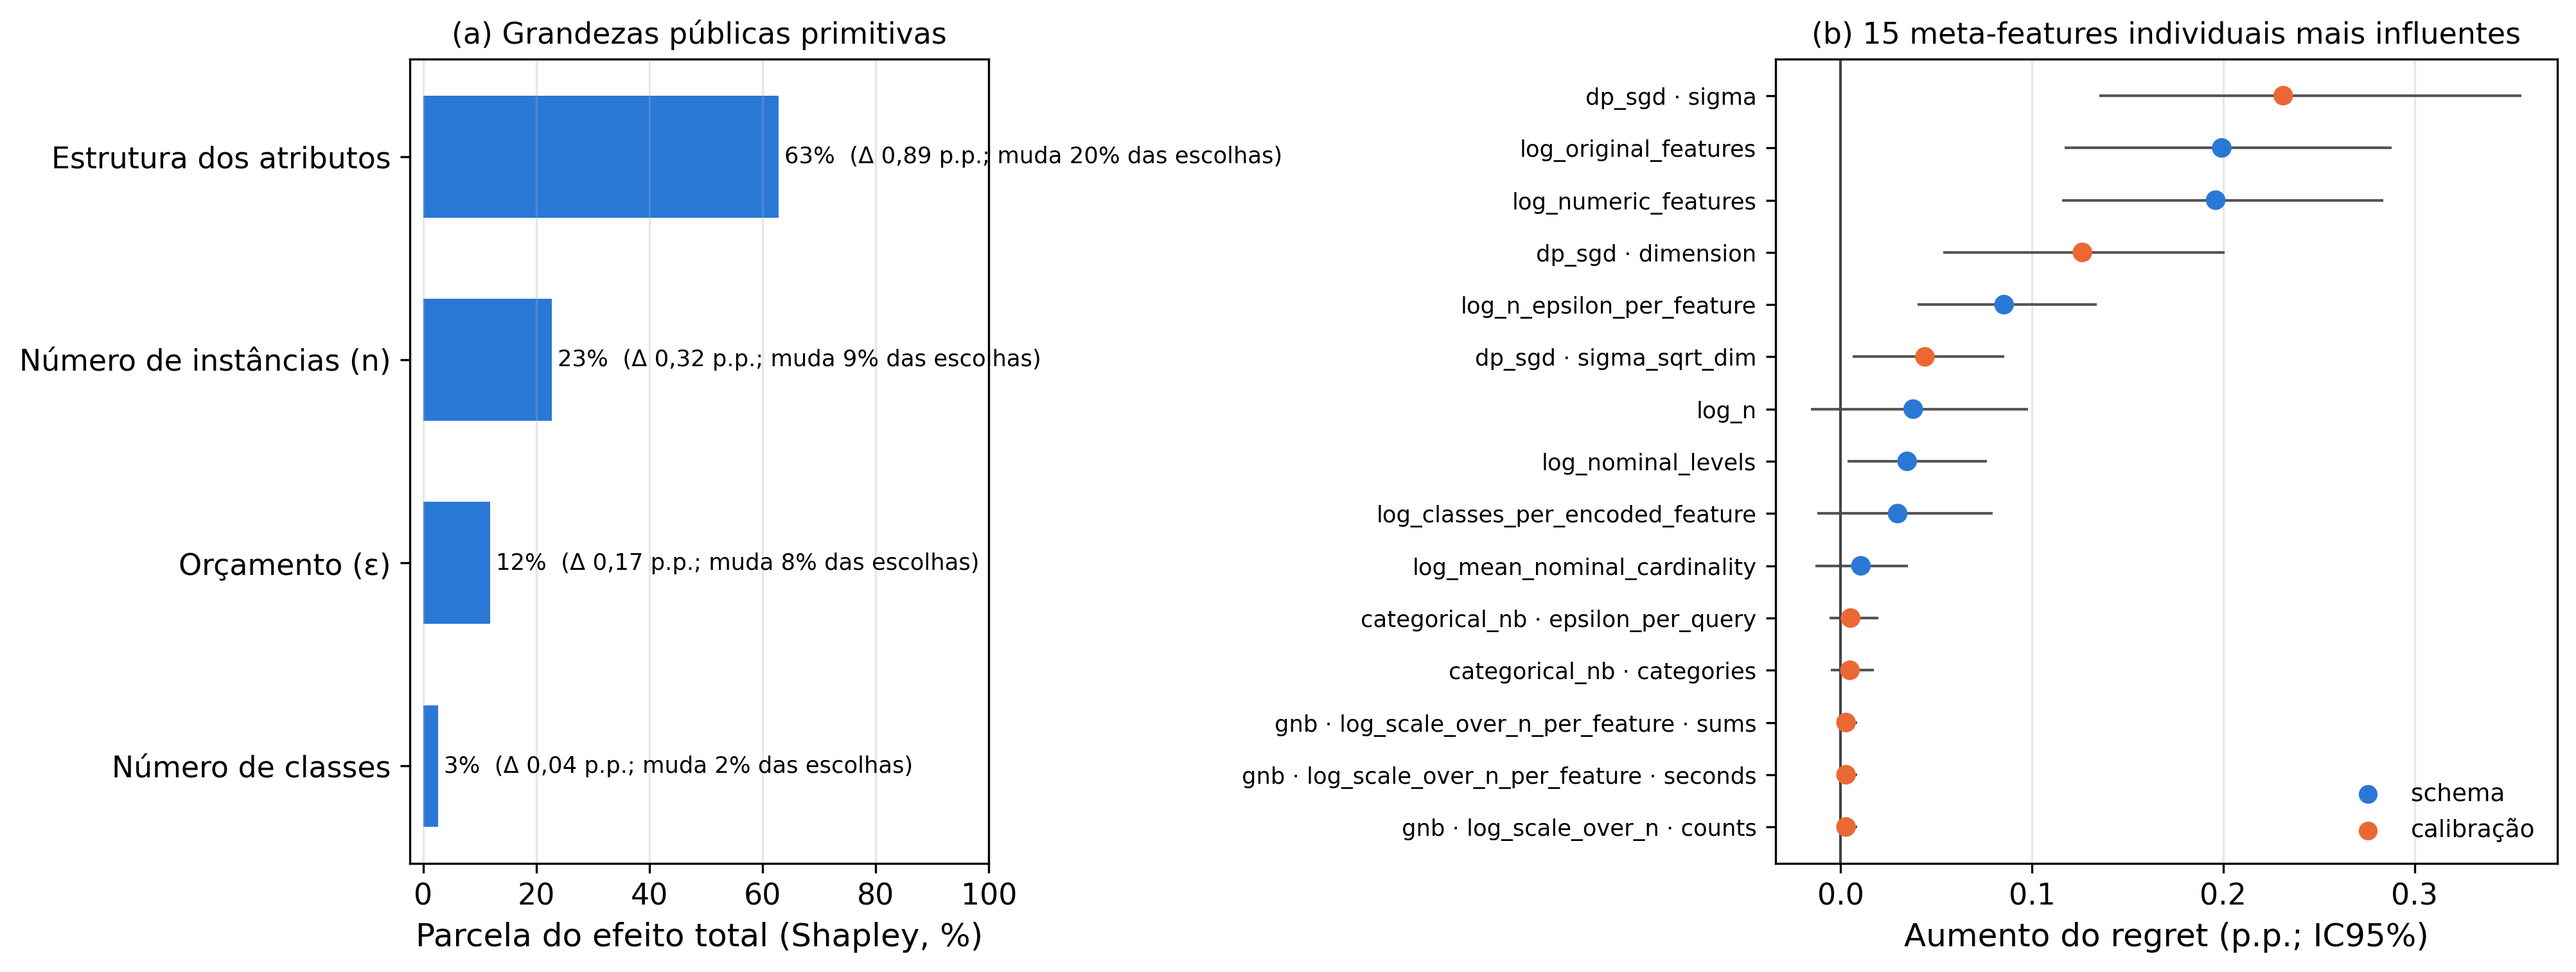 (a) Grandezas públicas primitivas
Estrutura dos atributos
63%  (Δ 0,89 p.p.; muda 20% das escolhas)
Número de instâncias (n)
23%  (Δ 0,32 p.p.; muda 9% das escolhas)
Orçamento (ε)
12%  (Δ 0,17 p.p.; muda 8% das escolhas)
Número de classes
3%  (Δ 0,04 p.p.; muda 2% das escolhas)
0 20 40 60 80 100
Parcela do efeito total (Shapley, %)
(b) 15 meta-features individuais mais influentes
dp_sgd · sigma
log_original_features
log_numeric_features
dp_sgd · dimension
log_n_epsilon_per_feature
dp_sgd · sigma_sqrt_dim
log_n
log_nominal_levels
log_classes_per_encoded_feature
log_mean_nominal_cardinality
categorical_nb · epsilon_per_query
categorical_nb · categories
gnb · log_scale_over_n_per_feature · sums
gnb · log_scale_over_n_per_feature · seconds
gnb · log_scale_over_n · counts
schema
calibração
0.0 0.1 0.2 0.3
Aumento do regret (p.p.; IC95%)